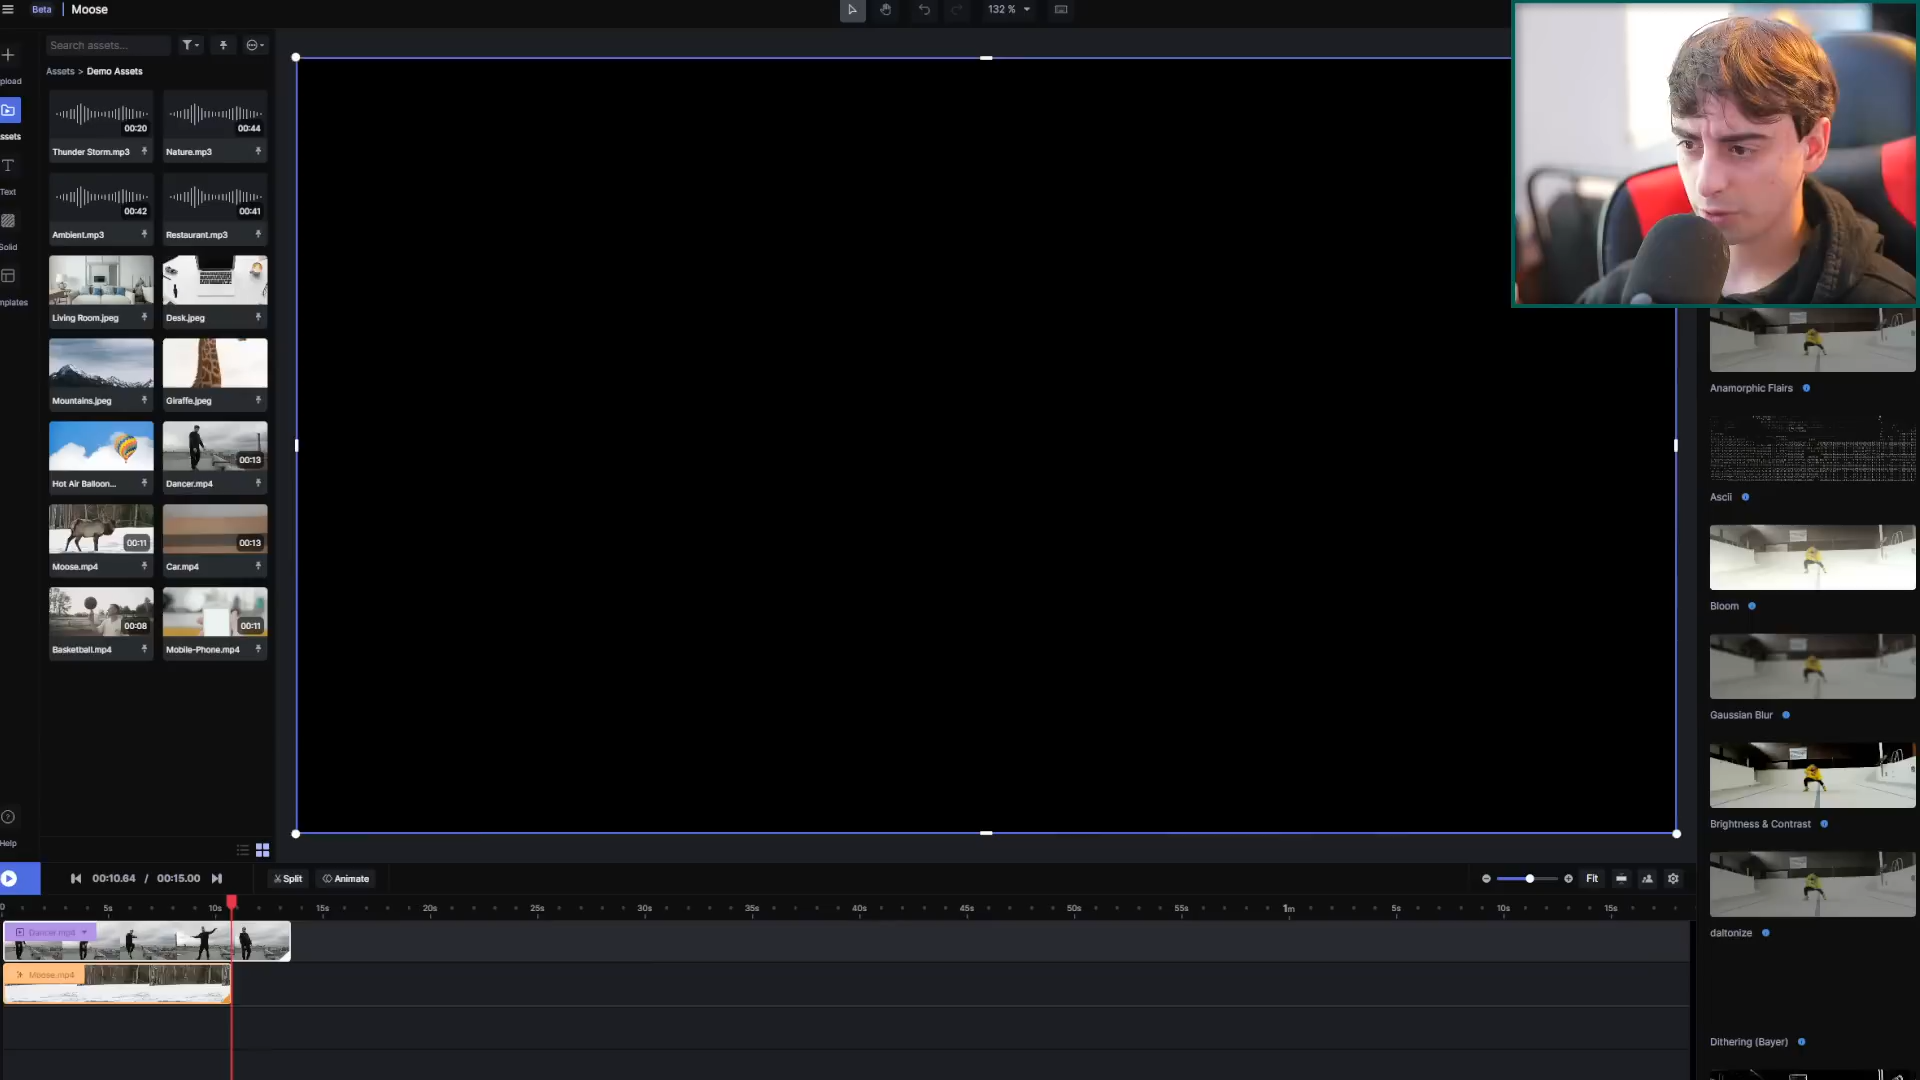 Beta | Moose
132 %
Search assets...
Assets > Demo Assets
pload
ssets
Text
Solid
mplates
Help
00:20
00:44
Thunder Storm.mp3
Nature.mp3
00:42
00:41
Ambient.mp3
Restaurant.mp3
Living Room.jpeg
Desk.jpeg
Mountains.jpeg
Giraffe.jpeg
00:13
Hot Air Balloon...
Dancer.mp4
00:11
00:13
Moose.mp4
Car.mp4
00:08
00:11
Basketball.mp4
Mobile-Phone.mp4
Anamorphic Flairs
Ascii
Bloom
Gaussian Blur
Brightness & Contrast
daltonize
Dithering (Bayer)
00:10.64 / 00:15.00
Split
Animate
Fit
0 5s 10s 15s 20s 25s 30s 35s 40s 45s 50s 55s 1m 5s 10s 15s
Dancer.mp4
Moose.mp4